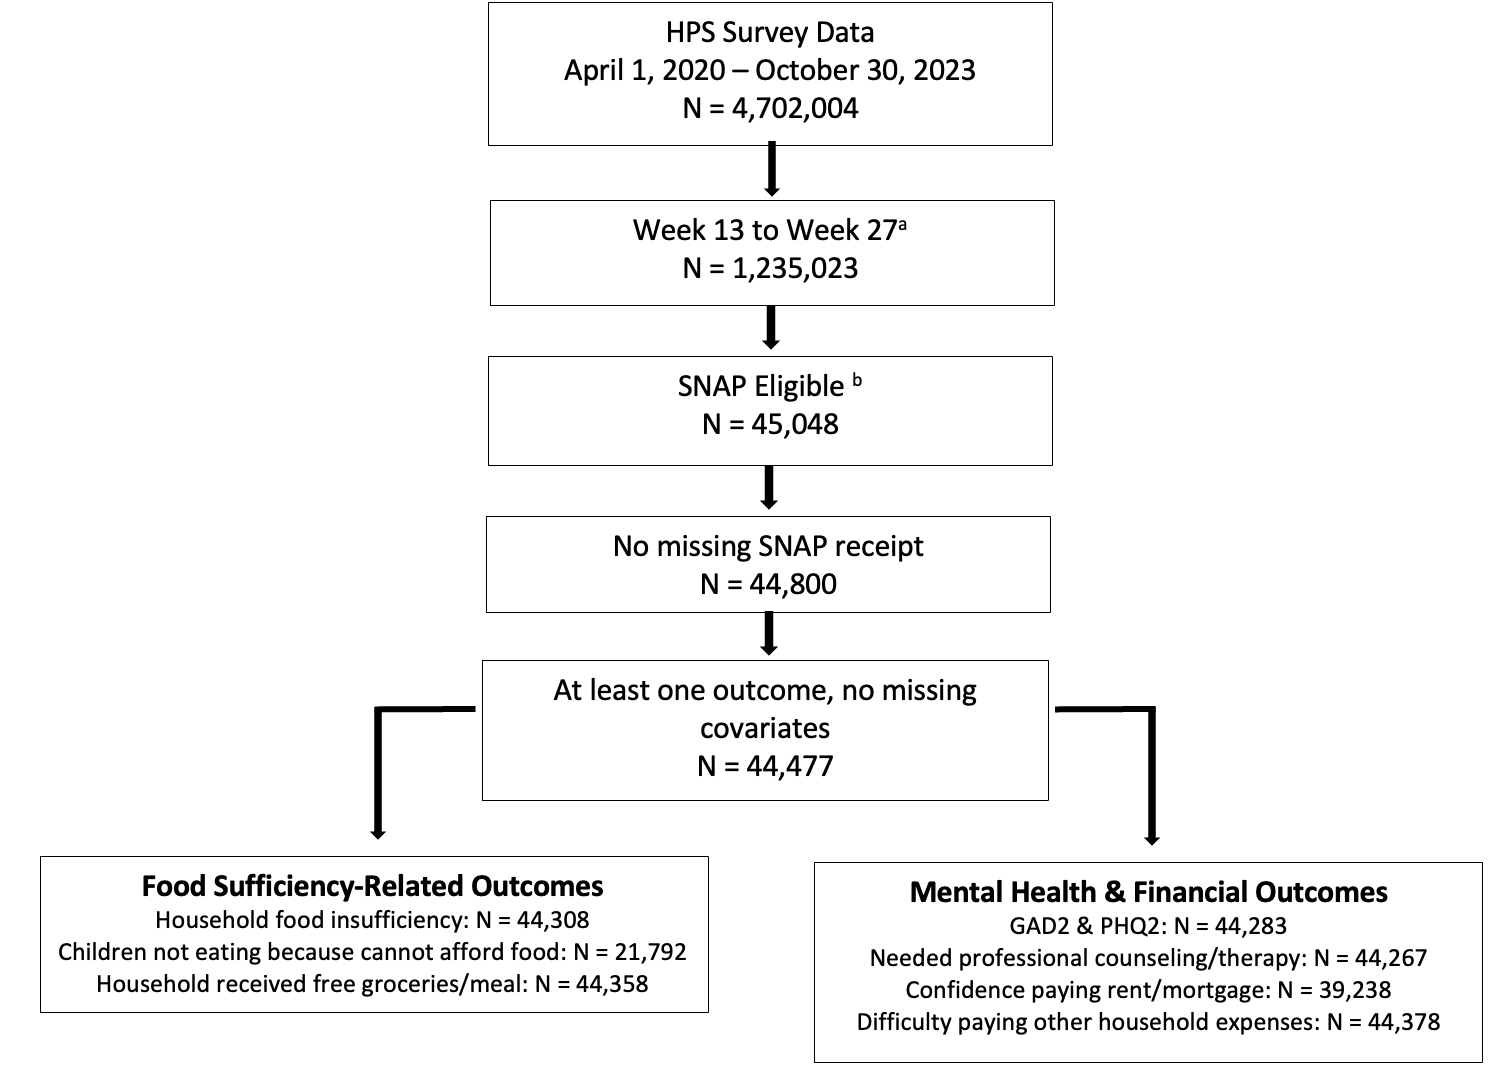 HPS Survey Data
April 1, 2020 – October 30, 2023
N = 4,702,004
Week 13 to Week 27ᵃ
N = 1,235,023
SNAP Eligible ᵇ
N = 45,048
No missing SNAP receipt
N = 44,800
At least one outcome, no missing
covariates
N = 44,477
Food Sufficiency-Related Outcomes
Household food insufficiency: N = 44,308
Children not eating because cannot afford food: N = 21,792
Household received free groceries/meal: N = 44,358
Mental Health & Financial Outcomes
GAD2 & PHQ2: N = 44,283
Needed professional counseling/therapy: N = 44,267
Confidence paying rent/mortgage: N = 39,238
Difficulty paying other household expenses: N = 44,378